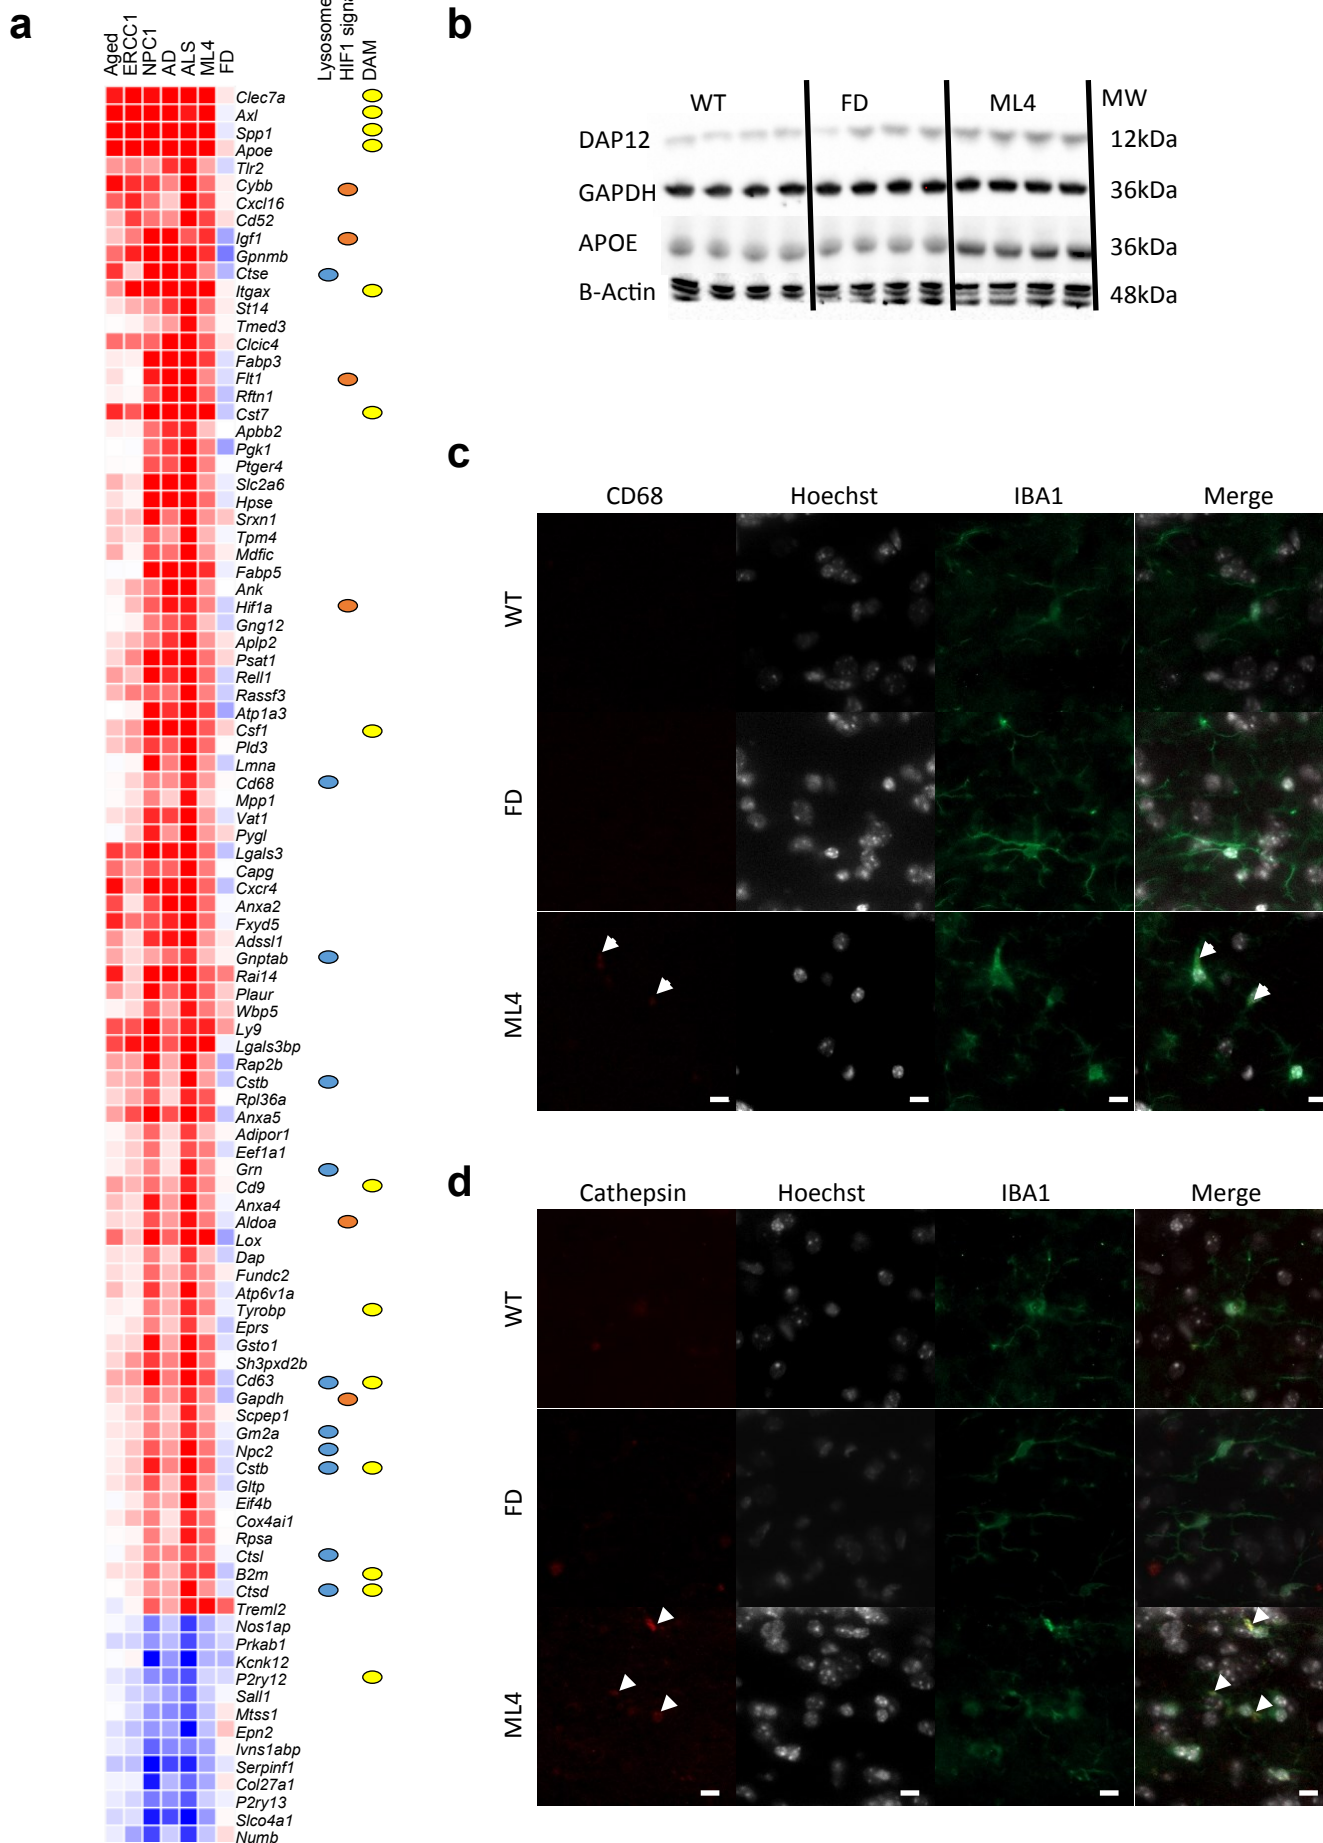 a
Aged
ERCC1
NPC1
AD
ALS
ML4
FD
Lysosome
HIF1 signa
DAM
Clec7a
Axl
Spp1
Apoe
Tlr2
Cybb
Cxcl16
Cd52
Igf1
Gpnmb
Ctse
Itgax
St14
Tmed3
Clcic4
Fabp3
Flt1
Rftn1
Cst7
Apbb2
Pgk1
Ptger4
Slc2a6
Hpse
Srxn1
Tpm4
Mdfic
Fabp5
Ank
Hif1a
Gng12
Aplp2
Psat1
Rell1
Rassf3
Atp1a3
Csf1
Pld3
Lmna
Cd68
Mpp1
Vat1
Pygl
Lgals3
Capg
Cxcr4
Anxa2
Fxyd5
Adssl1
Gnptab
Rai14
Plaur
Wbp5
Ly9
Lgals3bp
Rap2b
Cstb
Rpl36a
Anxa5
Adipor1
Eef1a1
Grn
Cd9
Anxa4
Aldoa
Lox
Dap
Fundc2
Atp6v1a
Tyrobp
Eprs
Gsto1
Sh3pxd2b
Cd63
Gapdh
Scpep1
Gm2a
Npc2
Cstb
Gltp
Eif4b
Cox4ai1
Rpsa
Ctsl
B2m
Ctsd
Treml2
Nos1ap
Prkab1
Kcnk12
P2ry12
Sall1
Mtss1
Epn2
Ivns1abp
Serpinf1
Col27a1
P2ry13
Slco4a1
Numb
b
WT FD ML4 MW
DAP12 12kDa
GAPDH 36kDa
APOE 36kDa
B-Actin 48kDa
c
CD68 Hoechst IBA1 Merge
WT
FD
ML4
d
Cathepsin Hoechst IBA1 Merge
WT
FD
ML4